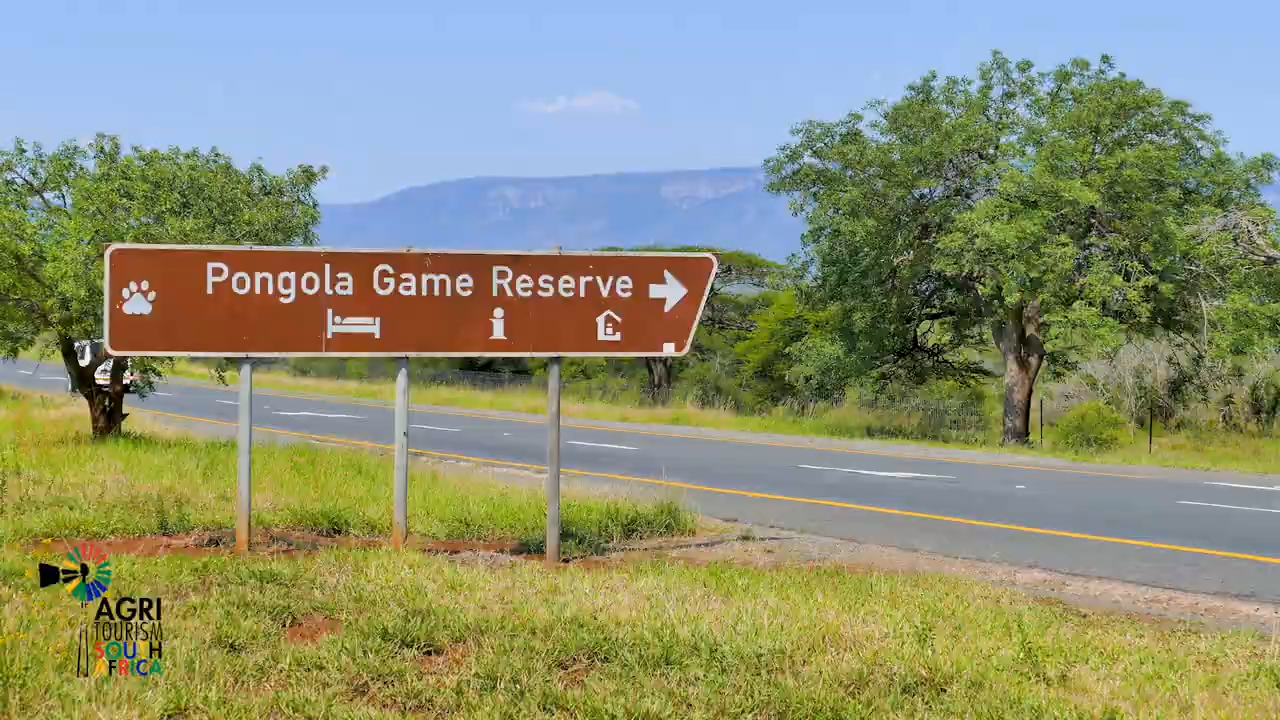 Pongola Game Reserve
i
AGRI
TOURISM
SOUTH
AFRICA